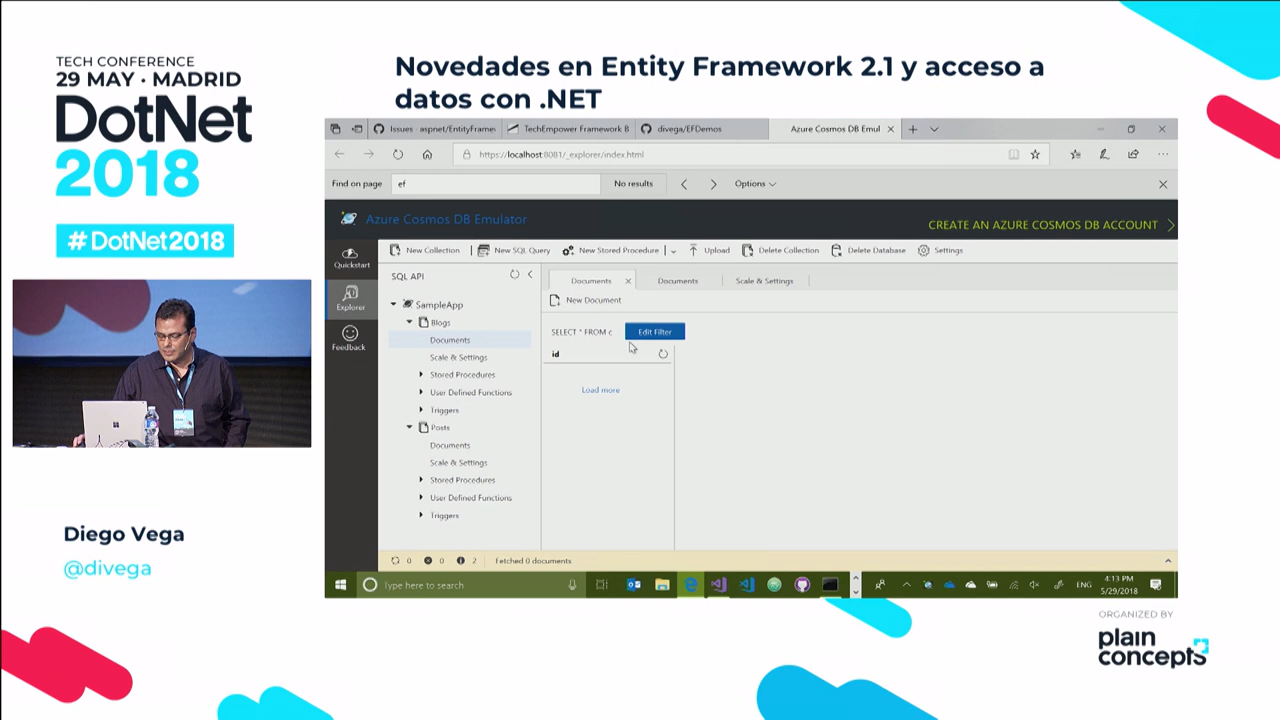 TECH CONFERENCE
29 MAY · MADRID
DotNet
2018
#DotNet2018
Novedades en Entity Framework 2.1 y acceso a
datos con .NET
Issues · aspnet/EntityFrame
TechEmpower Framework B
divega/EFDemos
Azure Cosmos DB Emul
https://localhost:8081/_explorer/index.html
Find on page
ef
No results
Options
Azure Cosmos DB Emulator
CREATE AN AZURE COSMOS DB ACCOUNT
Quickstart
Explorer
Feedback
New Collection
New SQL Query
New Stored Procedure
Upload
Delete Collection
Delete Database
Settings
SQL API
SampleApp
Blogs
Documents
Scale & Settings
Stored Procedures
User Defined Functions
Triggers
Posts
Documents
Scale & Settings
Stored Procedures
User Defined Functions
Triggers
Documents
Documents
Scale & Settings
New Document
SELECT * FROM c
Edit Filter
id
Load more
0
0
2
Fetched 0 documents
Type here to search
ENG
4:13 PM
5/29/2018
Diego Vega
@divega
ORGANIZED BY
plain
concepts